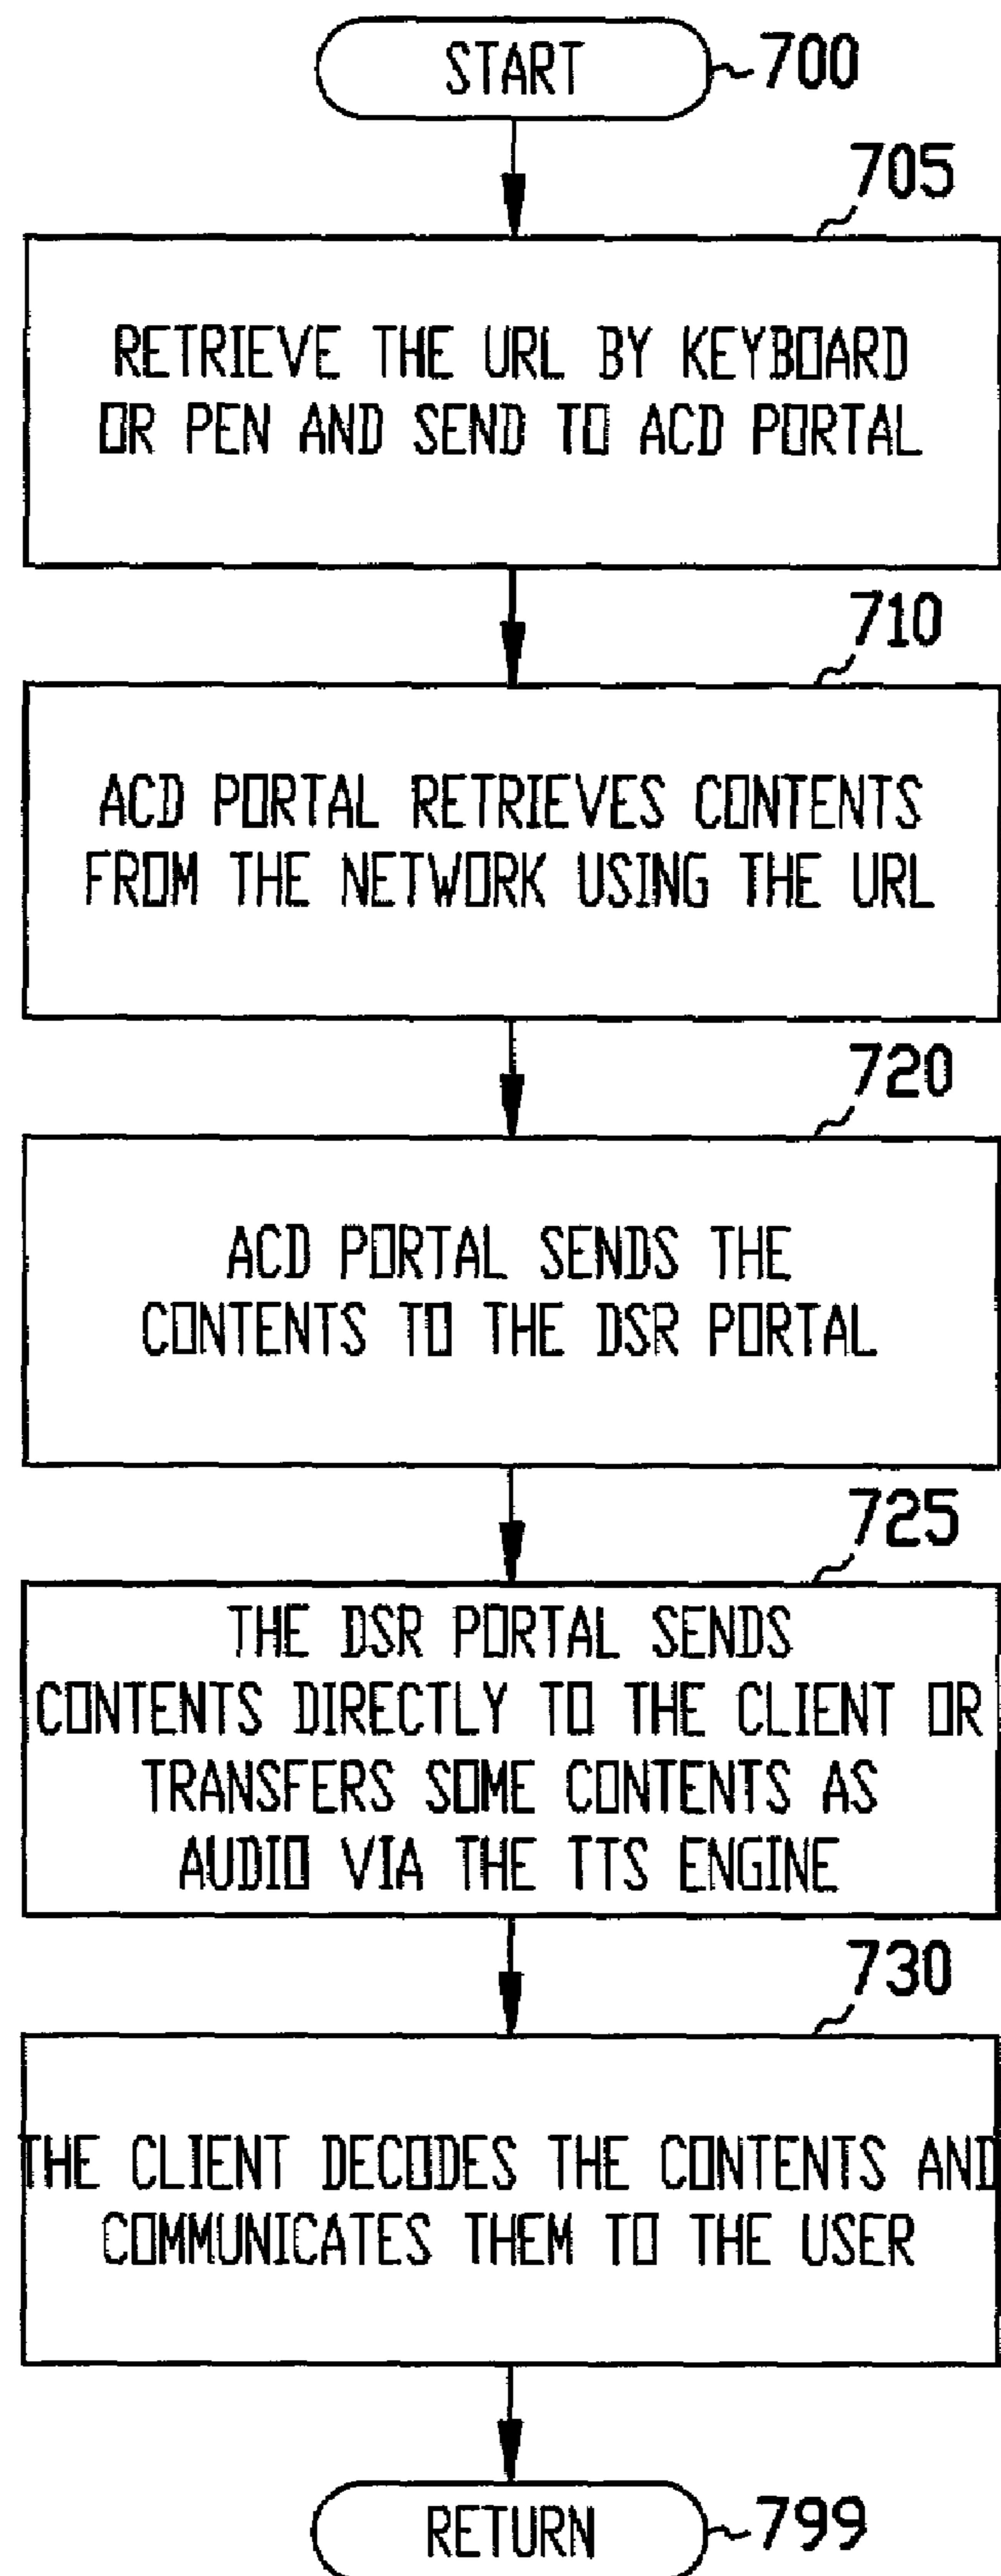 START
700
705
RETRIEVE THE URL BY KEYBOARD
OR PEN AND SEND TO ACD PORTAL
710
ACD PORTAL RETRIEVES CONTENTS
FROM THE NETWORK USING THE URL
720
ACD PORTAL SENDS THE
CONTENTS TO THE DSR PORTAL
725
THE DSR PORTAL SENDS
CONTENTS DIRECTLY TO THE CLIENT OR
TRANSFERS SOME CONTENTS AS
AUDIO VIA THE TTS ENGINE
730
THE CLIENT DECODES THE CONTENTS AND
COMMUNICATES THEM TO THE USER
RETURN
799